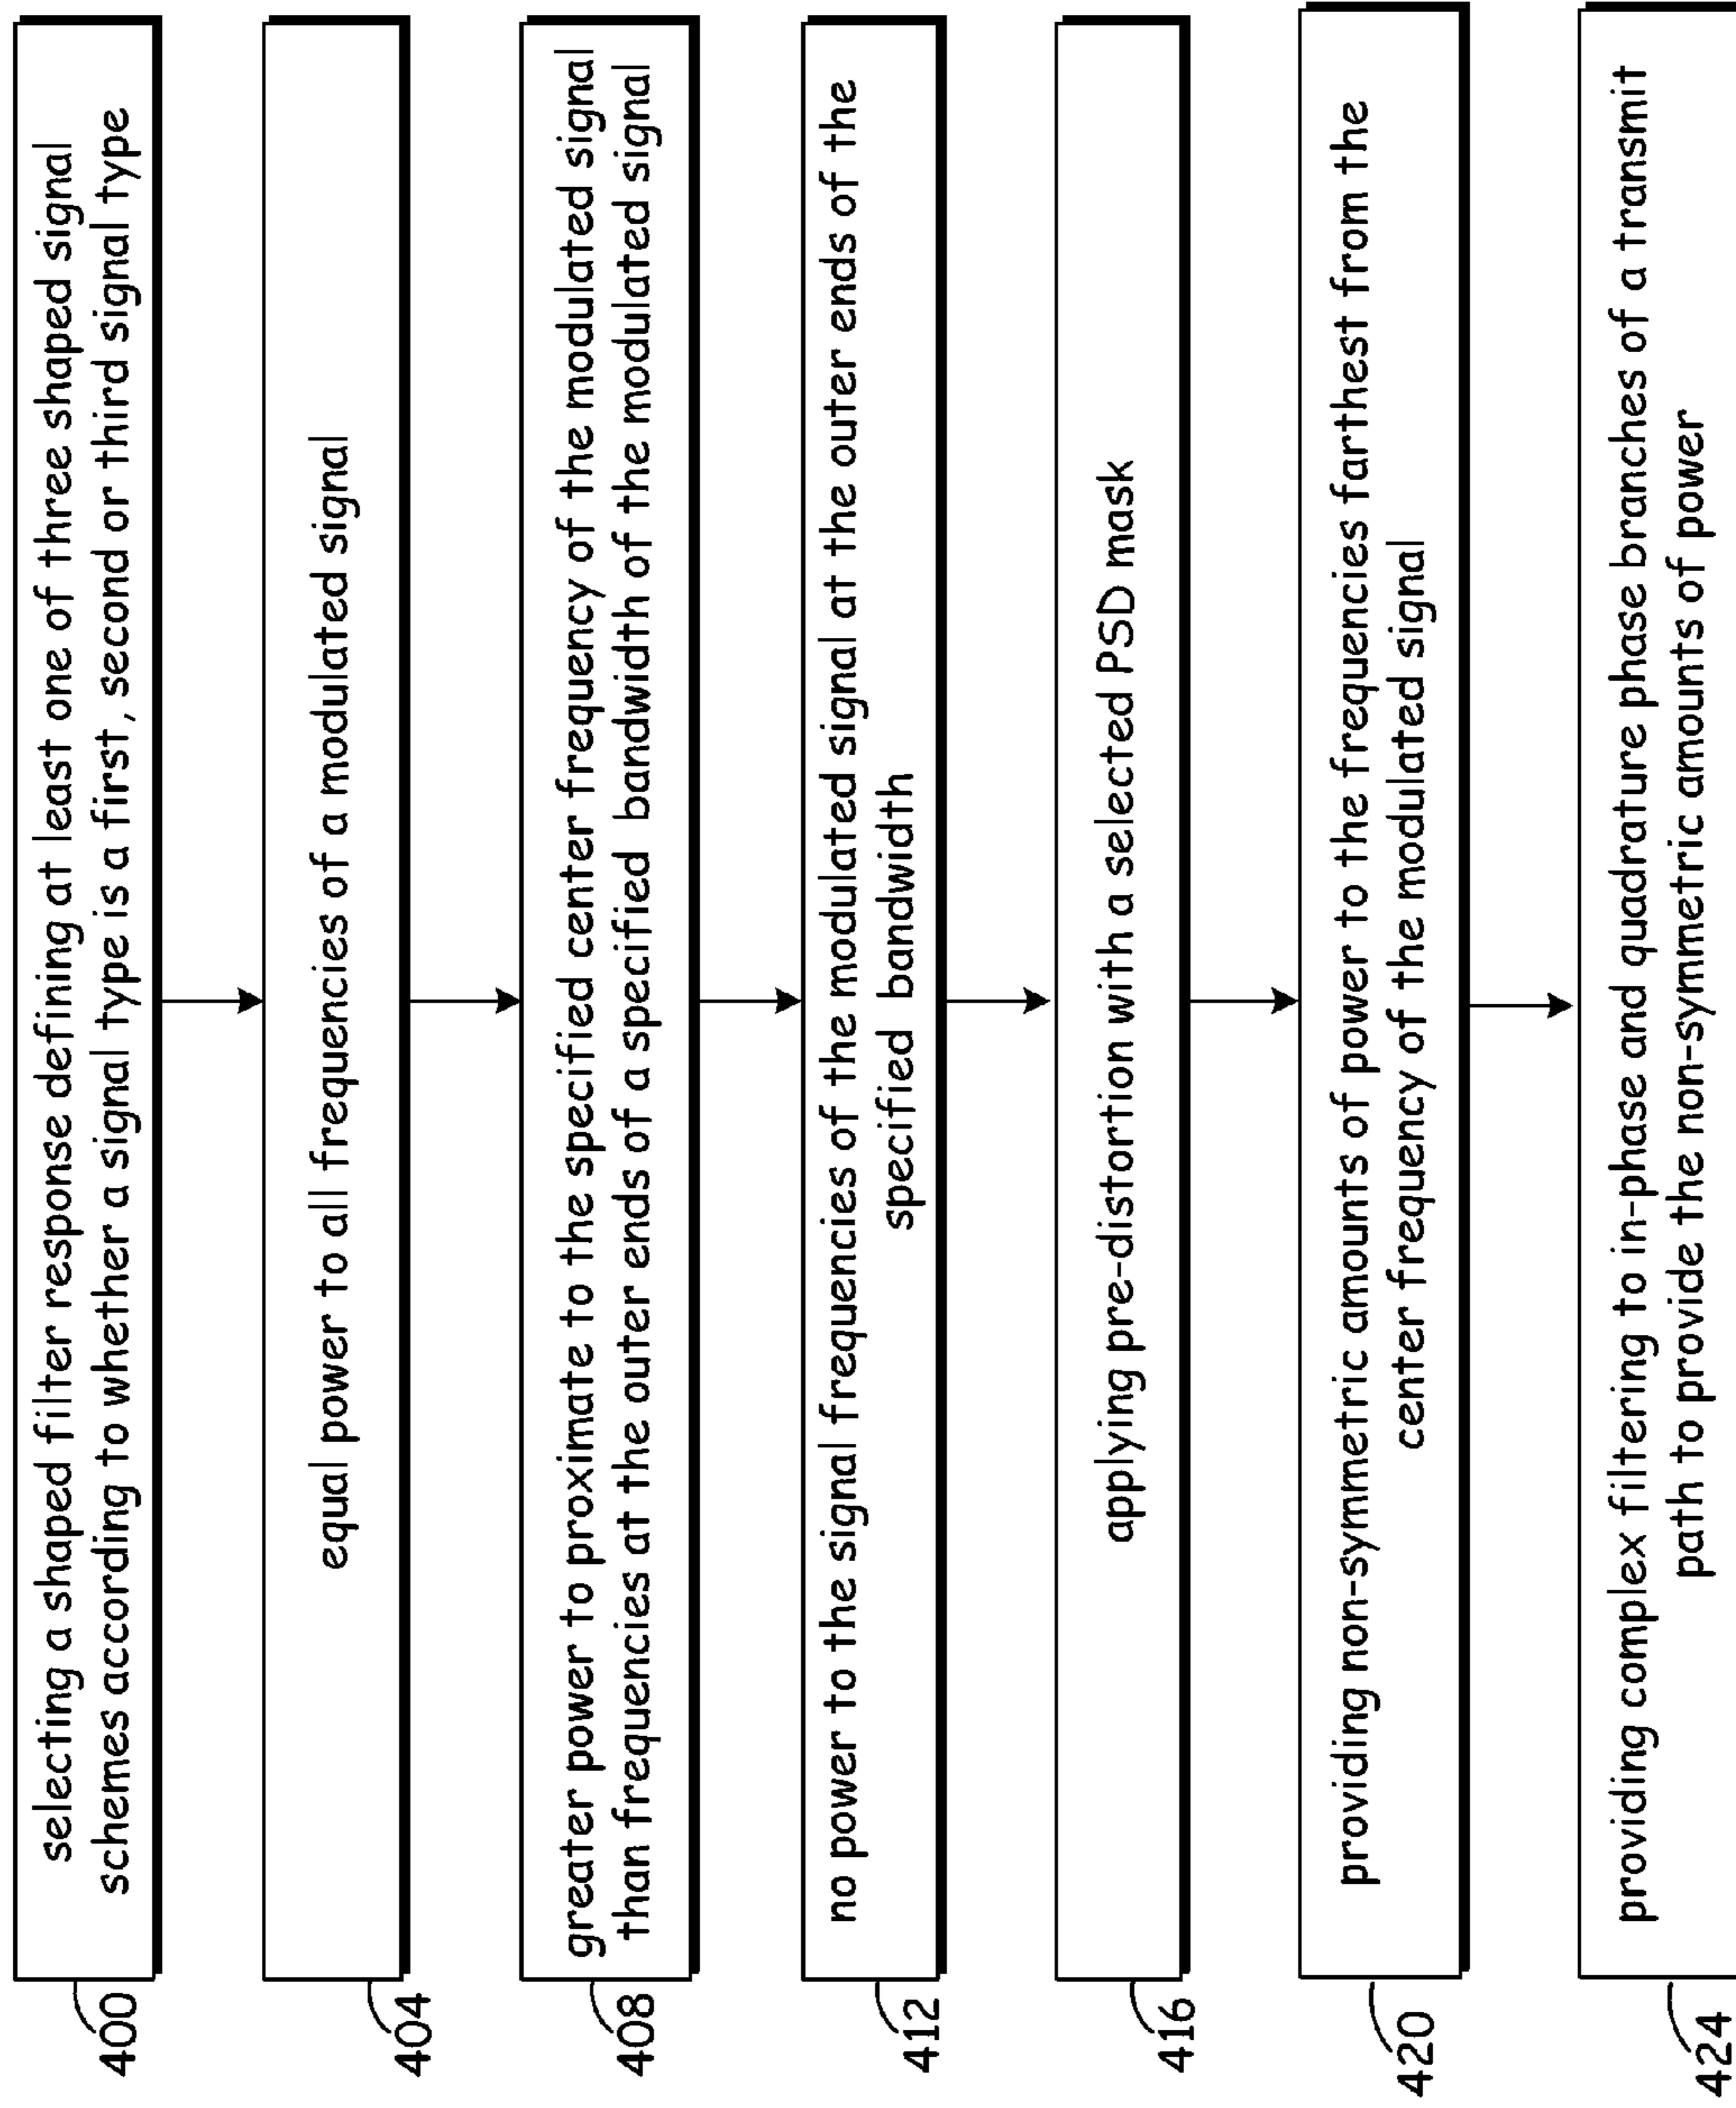 400
selecting a shaped filter response defining at least one of three shaped signal
schemes according to whether a signal type is a first, second or third signal type
404
equal power to all frequencies of a modulated signal
408
greater power to proximate to the specified center frequency of the modulated signal
than frequencies at the outer ends of a specified bandwidth of the modulated signal
412
no power to the signal frequencies of the modulated signal at the outer ends of the
specified bandwidth
416
applying pre-distortion with a selected PSD mask
420
providing non-symmetric amounts of power to the frequencies farthest from the
center frequency of the modulated signal
424
providing complex filtering to in-phase and quadrature phase branches of a transmit
path to provide the non-symmetric amounts of power